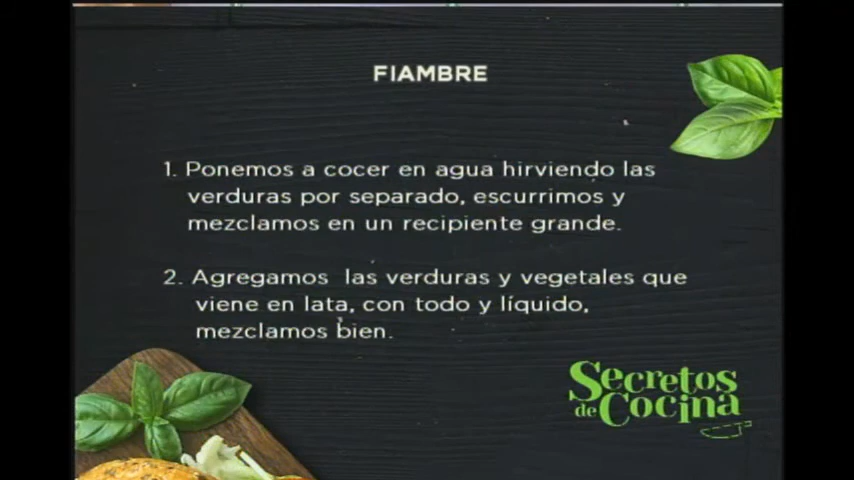 FIAMBRE
1. Ponemos a cocer en agua hirviendo las
verduras por separado, escurrimos y
mezclamos en un recipiente grande.
2. Agregamos las verduras y vegetales que
viene en lata, con todo y líquido,
mezclamos bien.
Secretos
de Cocina